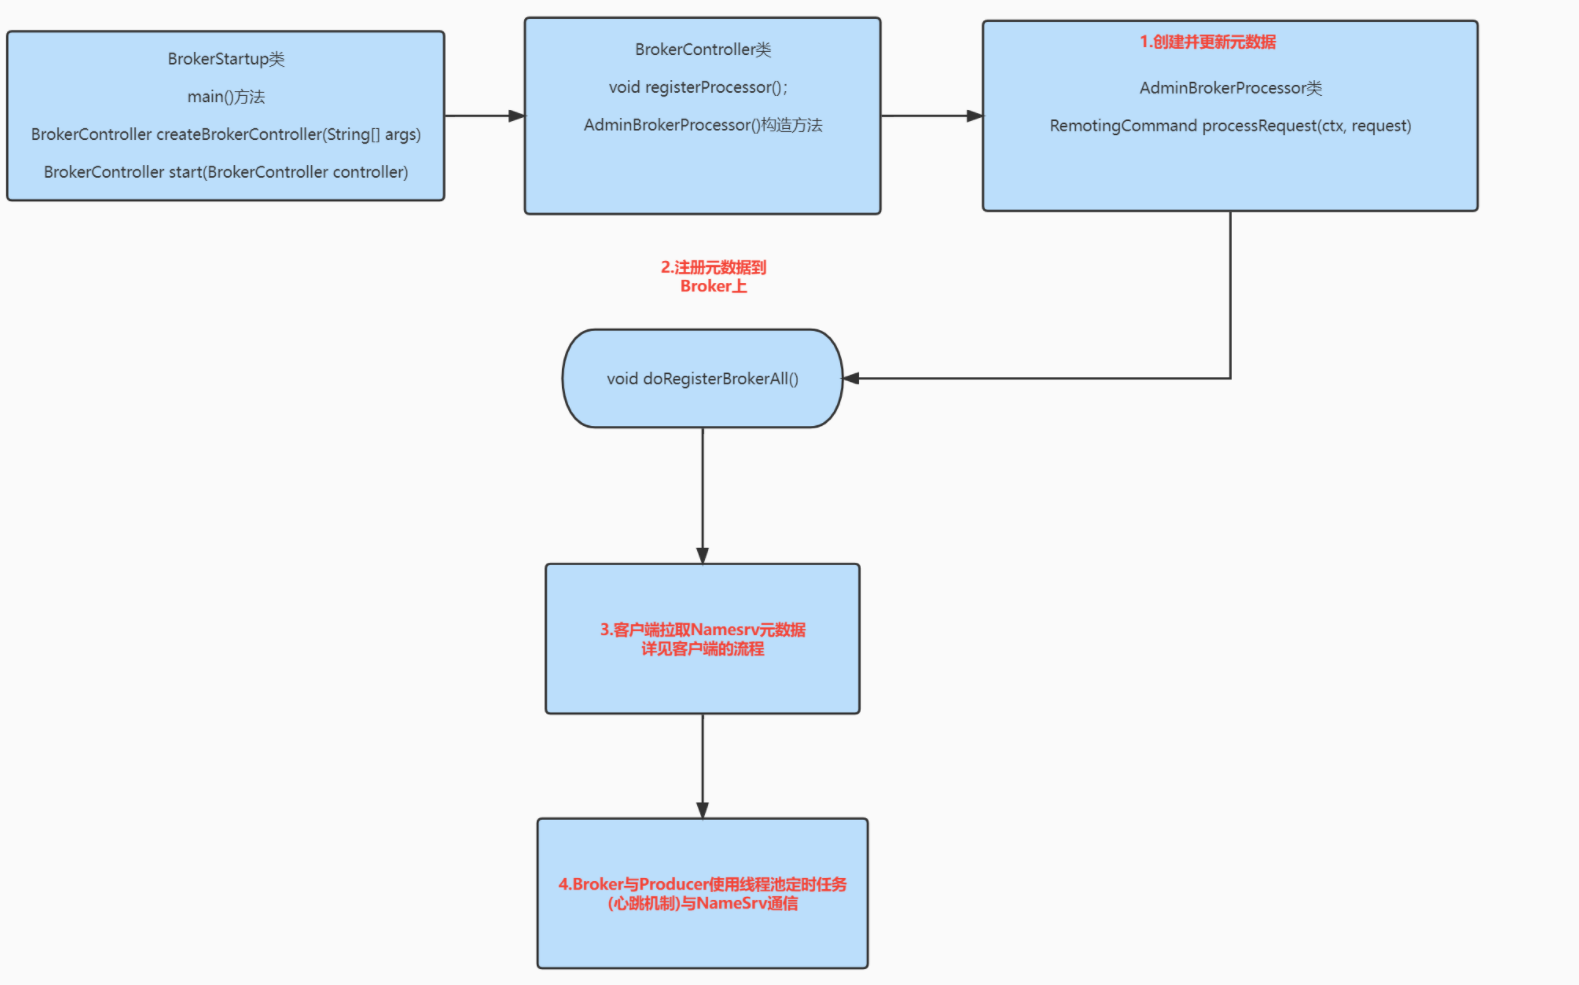 BrokerStartup类
main()方法
BrokerController createBrokerController(String[] args)
BrokerController start(BrokerController controller)
BrokerController类
void registerProcessor();
AdminBrokerProcessor()构造方法
1.创建并更新元数据
AdminBrokerProcessor类
RemotingCommand processRequest(ctx, request)
2.注册元数据到
Broker上
void doRegisterBrokerAll()
3.客户端拉取Namesrv元数据
详见客户端的流程
4.Broker与Producer使用线程池定时任务
(心跳机制)与NameSrv通信